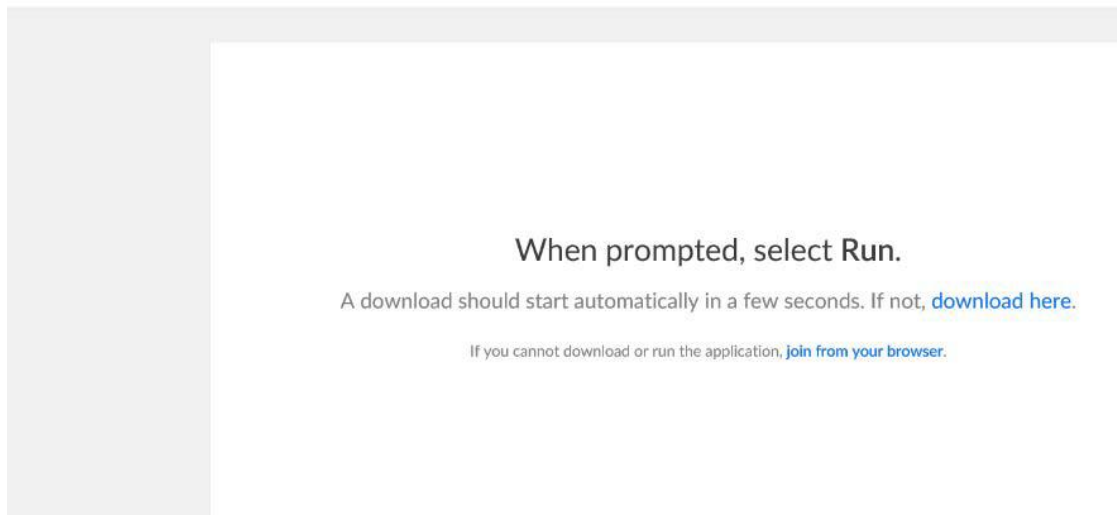 When prompted, select Run.
A download should start automatically in a few seconds. If not, download here.
If you cannot download or run the application, join from your browser.